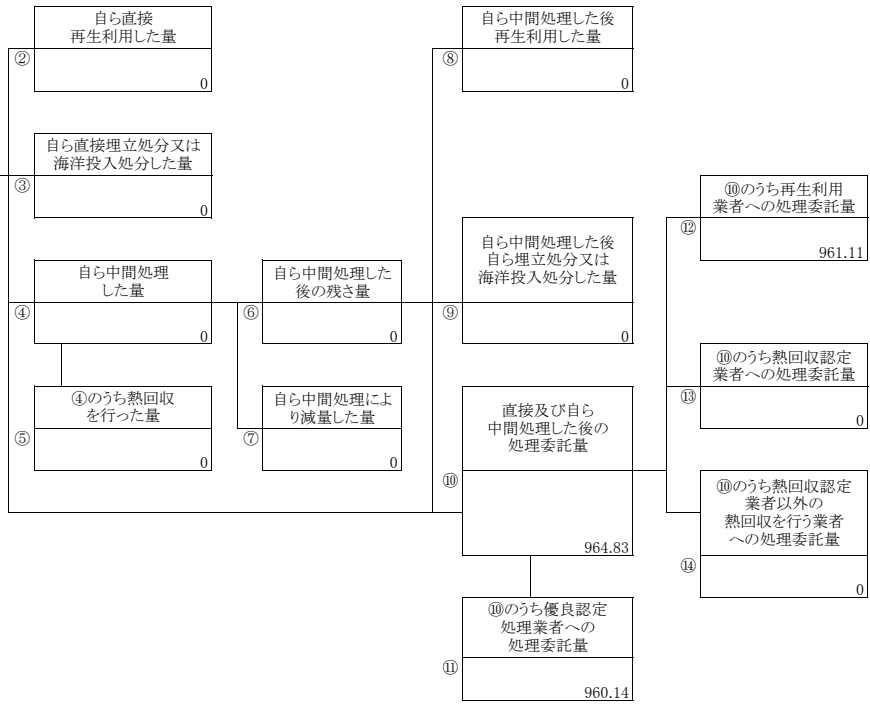 自ら直接
再生利用した量
②
0
自ら直接埋立処分又は
海洋投入処分した量
③
0
自ら中間処理
した量
④
0
④のうち熱回収
を行った量
⑤
0
自ら中間処理した
後の残さ量
⑥
0
自ら中間処理によ
り減量した量
⑦
0
自ら中間処理した後
再生利用した量
⑧
0
自ら中間処理した後
自ら埋立処分又は
海洋投入処分した量
⑨
0
直接及び自ら
中間処理した後の
処理委託量
⑩
964.83
⑩のうち優良認定
処理業者への
処理委託量
⑪
960.14
⑩のうち再生利用
業者への処理委託量
⑫
961.11
⑩のうち熱回収認定
業者への処理委託量
⑬
0
⑩のうち熱回収認定
業者以外の
熱回収を行う業者
への処理委託量
⑭
0